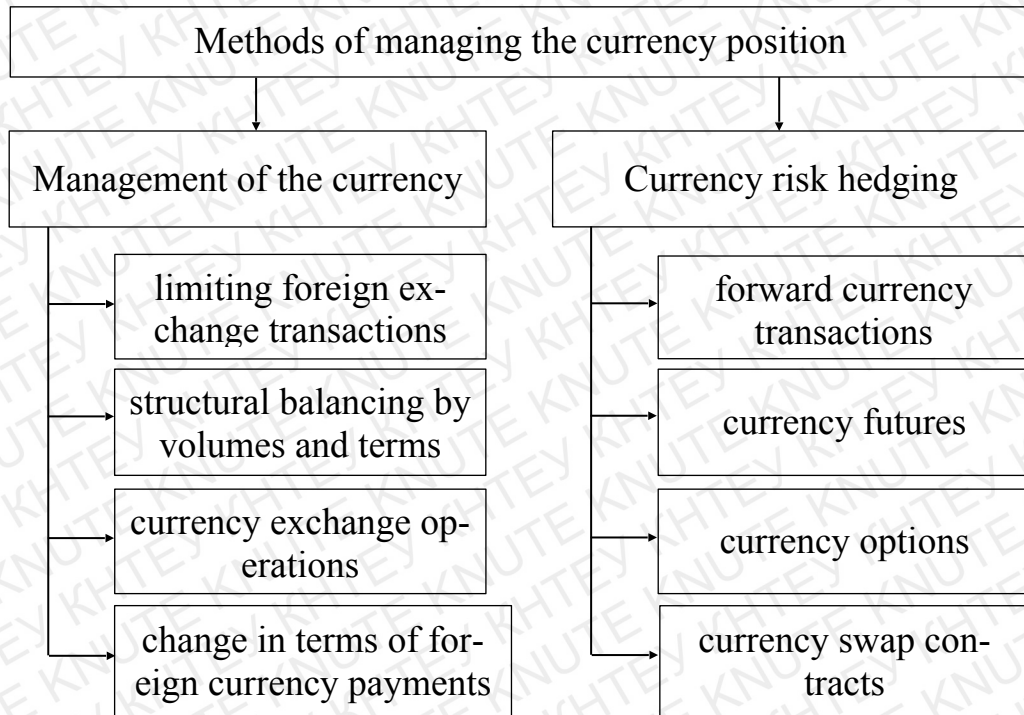 Methods of managing the currency position
Management of the currency
Currency risk hedging
limiting foreign ex-
change transactions
structural balancing by
volumes and terms
currency exchange op-
erations
change in terms of for-
eign currency payments
forward currency
transactions
currency futures
currency options
currency swap con-
tracts
КНТЕУ KNUTE